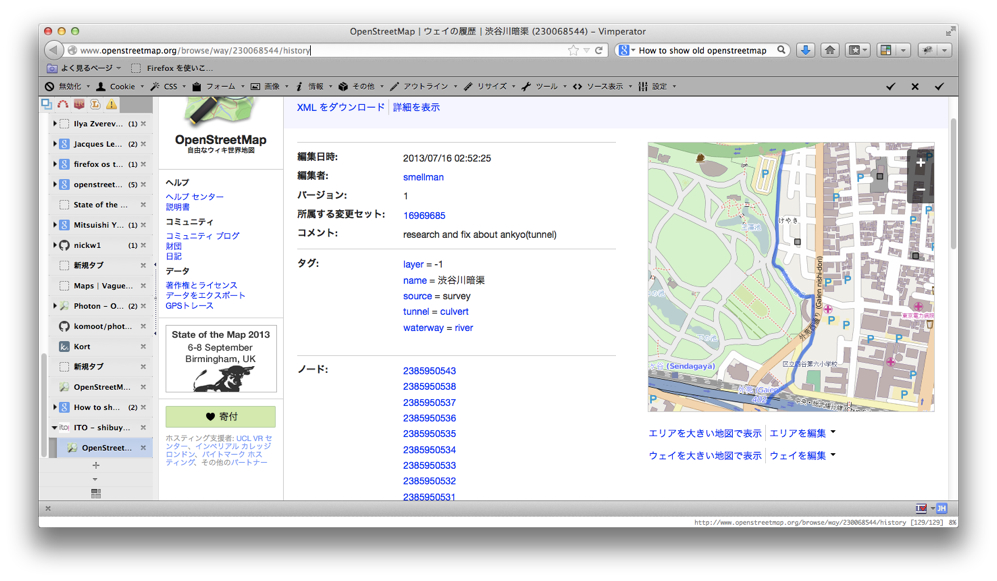 OpenStreetMap | ウェイの履歴 | 渋谷川暗渠 (230068544) – Vimperator
www.openstreetmap.org/browse/way/230068544/history
How to show old openstreetmap
よく見るページ
Firefox を使いこ...
無効化
Cookie
CSS
フォーム
画像
情報
その他
アウトライン
リサイズ
ツール
ソース表示
設定
Ilya Zverev... (1)
Jacques Le... (2)
firefox os t... (2)
openstreet... (5)
State of the ...
Mitsuishi Y... (1)
nickw1 (1)
新規タブ
Maps | Vague...
Photon - O... (2)
komoot/phot...
Kort
新規タブ
OpenStreetM...
How to sh... (2)
ITO - shibuy...
OpenStreet...
OpenStreetMap
自由なウィキ世界地図
ヘルプ
ヘルプ センター
説明書
コミュニティ
コミュニティ ブログ
財団
日記
データ
著作権とライセンス
データをエクスポート
GPSトレース
State of the Map 2013
6-8 September
Birmingham, UK
寄付
ホスティング支援者: UCL VR セ
ンター、インペリアル カレッジ
ロンドン、バイトマーク ホス
ティング、その他のパートナー
XML をダウンロード | 詳細を表示
編集日時: 2013/07/16 02:52:25
編集者: smellman
バージョン: 1
所属する変更セット: 16969685
コメント: research and fix about ankyo(tunnel)
タグ: layer = -1
name = 渋谷川暗渠
source = survey
tunnel = culvert
waterway = river
ノード: 2385950543
2385950538
2385950537
2385950536
2385950535
2385950534
2385950533
2385950532
2385950531
+
−
けやき
外苑西通り (Gaien nishi-dori)
(Sendagaya)
エリアを大きい地図で表示 | エリアを編集
ウェイを大きい地図で表示 | ウェイを編集
http://www.openstreetmap.org/browse/way/230068544/history [129/129] 8%